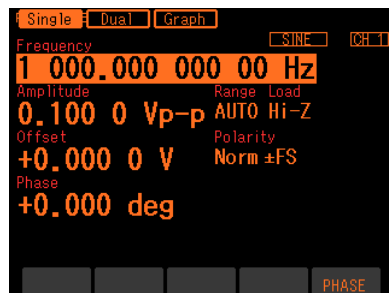 Single Dual Graph
Frequency SINE CH 1
1 000.000 000 00 Hz
Amplitude Range Load
0.100 0 Vp-p AUTO Hi-Z
Offset Polarity
+0.000 0 V Norm ±FS
Phase
+0.000 deg
PHASE